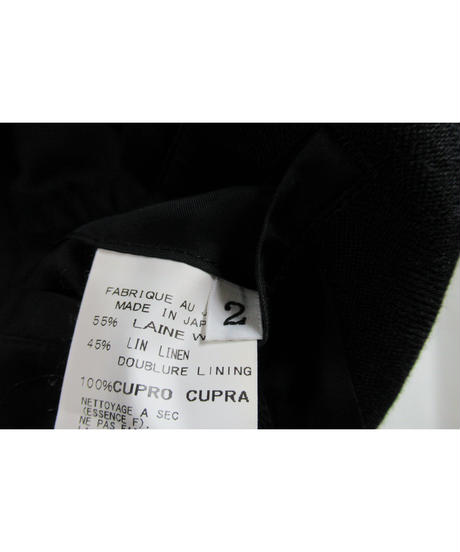 FABRIQUE AU
MADE IN
55% LAINE
45% LIN LINEN
DOUBLURE LINING
100%CUPRO CUPRA
NETTOYAGE A SEC
(ESSENCE F).
NE PAS
2